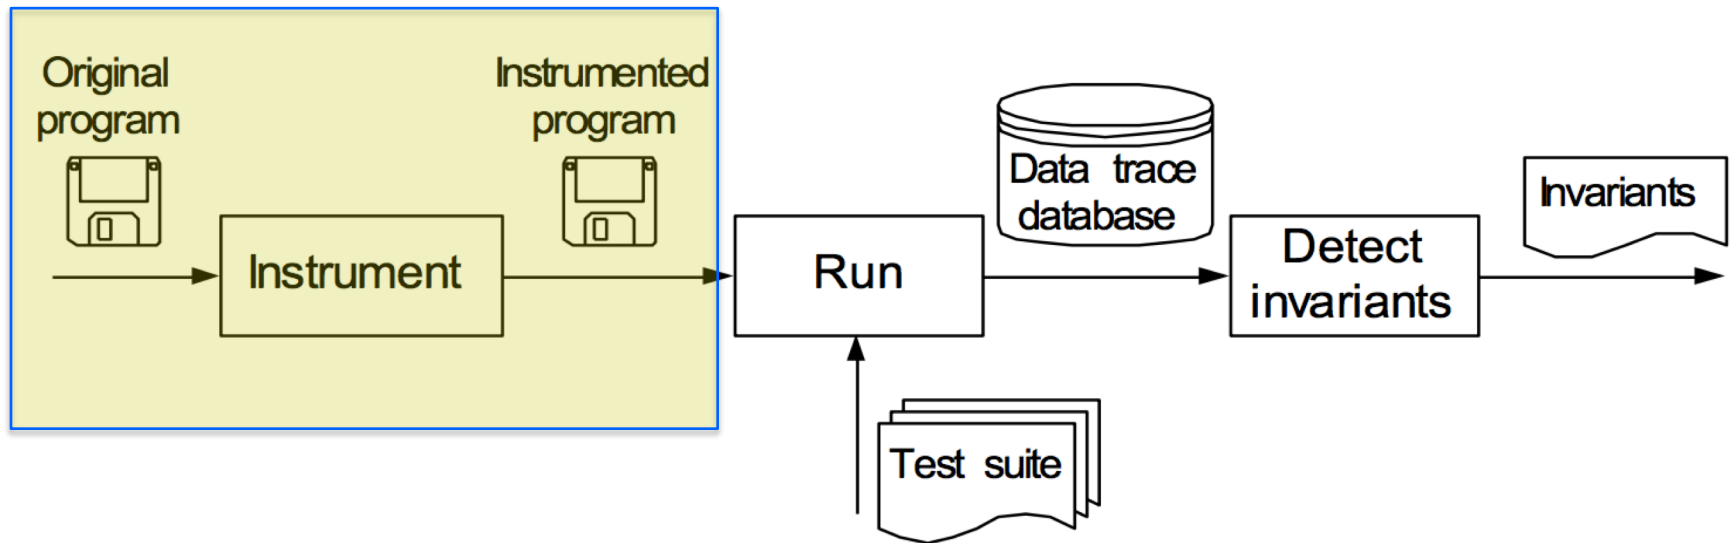 Original
program
Instrumented
program
Instrument
Run
Data trace
database
Detect
invariants
Invariants
Test suite